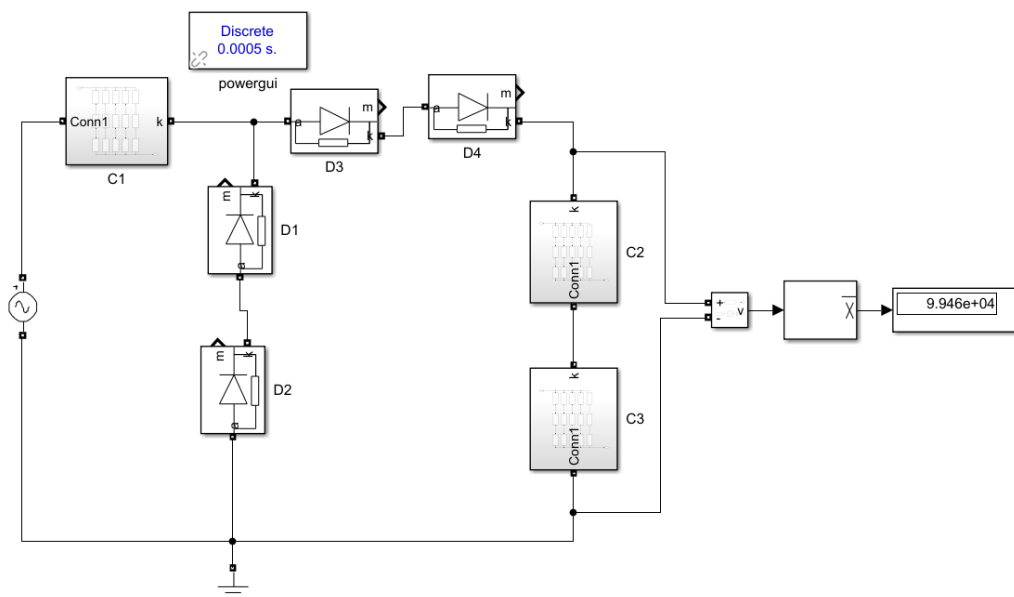 Discrete
0.0005 s.
powergui
Conn1
k
C1
a
m
k
D3
a
m
k
D4
m
k
a
D1
m
k
a
D2
k
Conn1
C2
k
Conn1
C3
+
-
v
X
9.946e+04